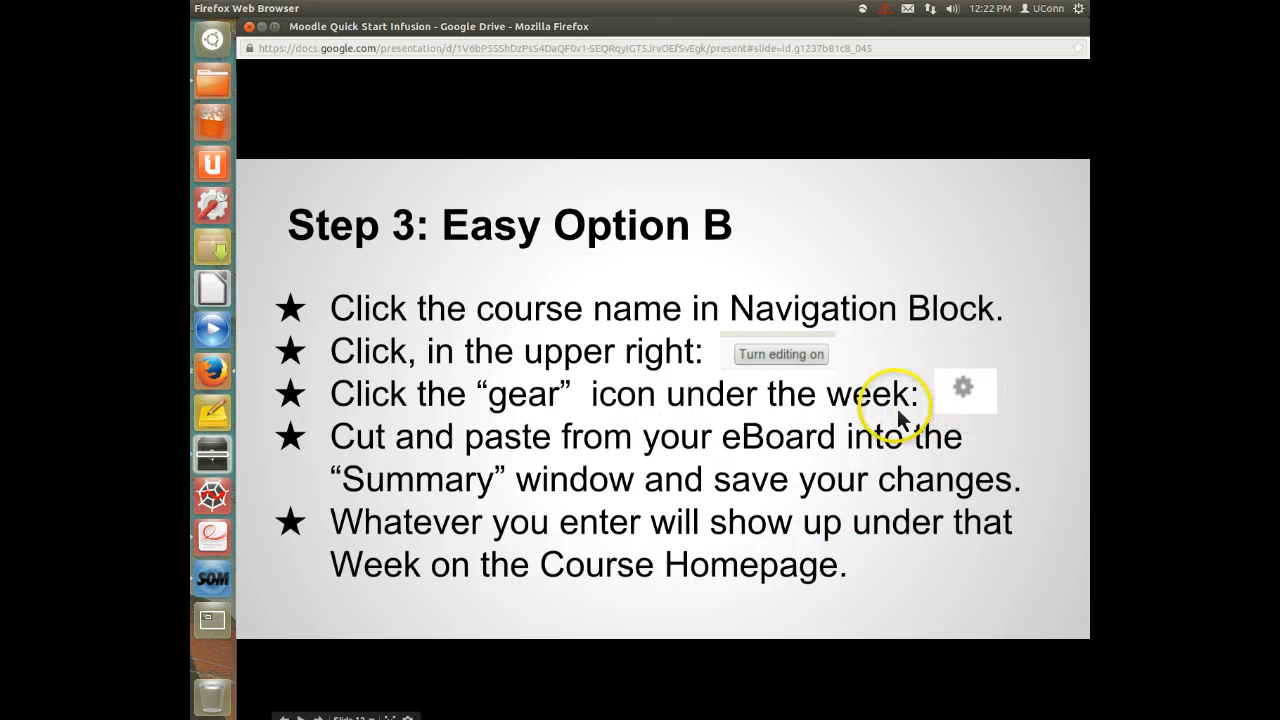 Firefox Web Browser 12:22 PM UConn
Moodle Quick Start Infusion - Google Drive - Mozilla Firefox
Step 3: Easy Option B
★ Click the course name in Navigation Block.
★ Click, in the upper right: Turn editing on
★ Click the “gear” icon under the week:
★ Cut and paste from your eBoard into the
“Summary” window and save your changes.
★ Whatever you enter will show up under that
Week on the Course Homepage.
SOM